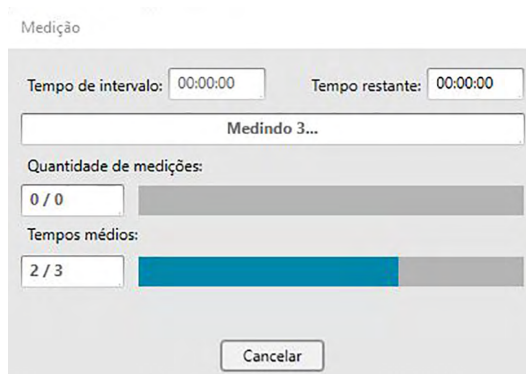 Medição
Tempo de intervalo: 00:00:00 Tempo restante: 00:00:00
Medindo 3...
Quantidade de medições:
0 / 0
Tempos médios:
2 / 3
Cancelar